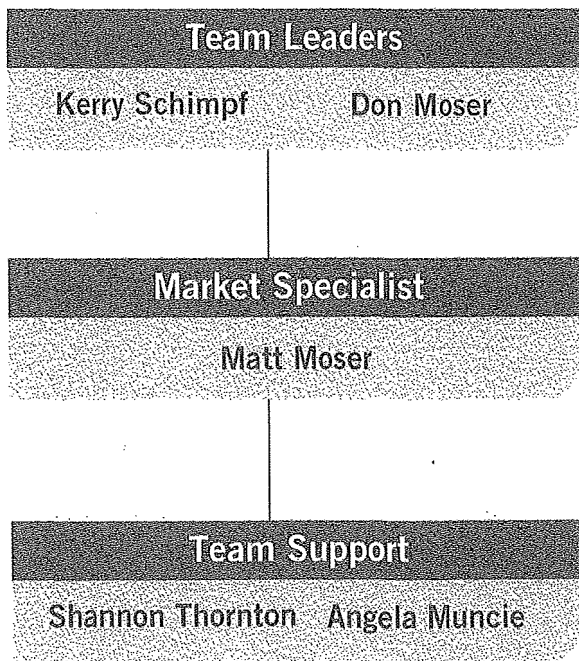 Team Leaders
Kerry Schimpf Don Moser
Market Specialist
Matt Moser
Team Support
Shannon Thornton Angela Muncie